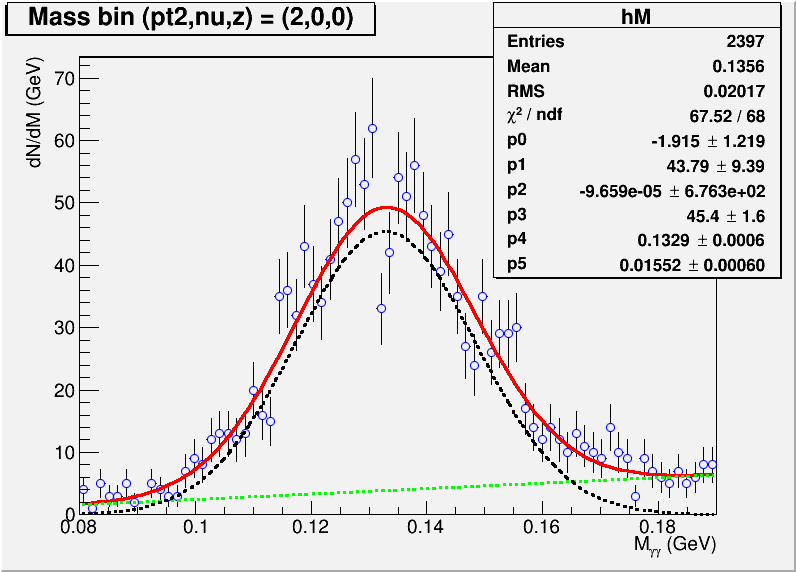 Mass bin (pt2,nu,z) = (2,0,0)
hM
Entries 2397
Mean 0.1356
RMS 0.02017
χ² / ndf 67.52 / 68
p0 -1.915 ± 1.219
p1 43.79 ± 9.39
p2 -9.659e-05 ± 6.763e+02
p3 45.4 ± 1.6
p4 0.1329 ± 0.0006
p5 0.01552 ± 0.00060
dN/dM (GeV)
70
60
50
40
30
20
10
0
0.08 0.1 0.12 0.14 0.16 0.18
Mγγ (GeV)